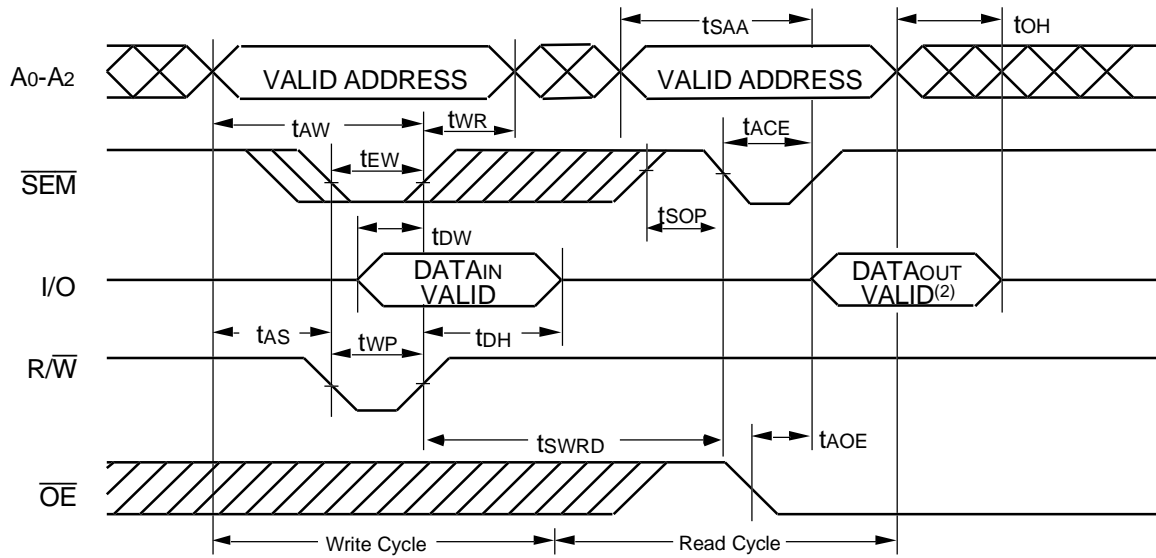 tSAA
tOH
A0-A2
VALID ADDRESS
VALID ADDRESS
tAW
tWR
tACE
tEW
SEM
tSOP
tDW
I/O
DATAIN
VALID
DATAOUT
VALID(2)
tAS
tWP
tDH
R/W
tSWRD
tAOE
OE
Write Cycle
Read Cycle